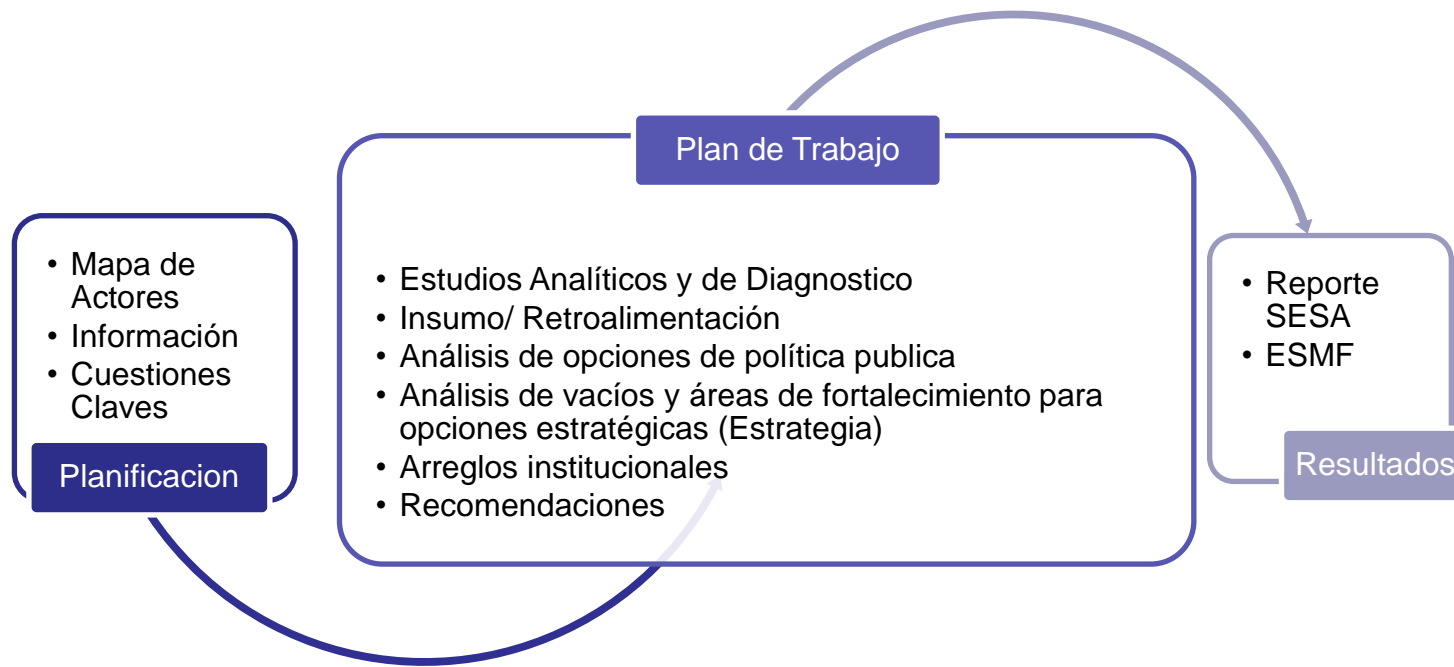 • Mapa de
Actores
• Información
• Cuestiones
Claves
Planificacion
Plan de Trabajo
• Estudios Analíticos y de Diagnostico
• Insumo/ Retroalimentación
• Análisis de opciones de política publica
• Análisis de vacíos y áreas de fortalecimiento para
opciones estratégicas (Estrategia)
• Arreglos institucionales
• Recomendaciones
• Reporte
SESA
• ESMF
Resultados